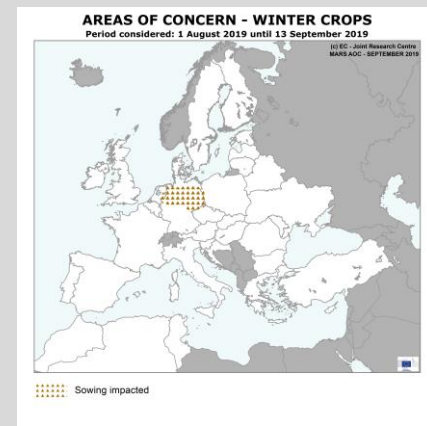 AREAS OF CONCERN - WINTER CROPS
Period considered: 1 August 2019 until 13 September 2019
(c) EC - Joint Research Centre
MARS AOC - SEPTEMBER 2019
Sowing impacted